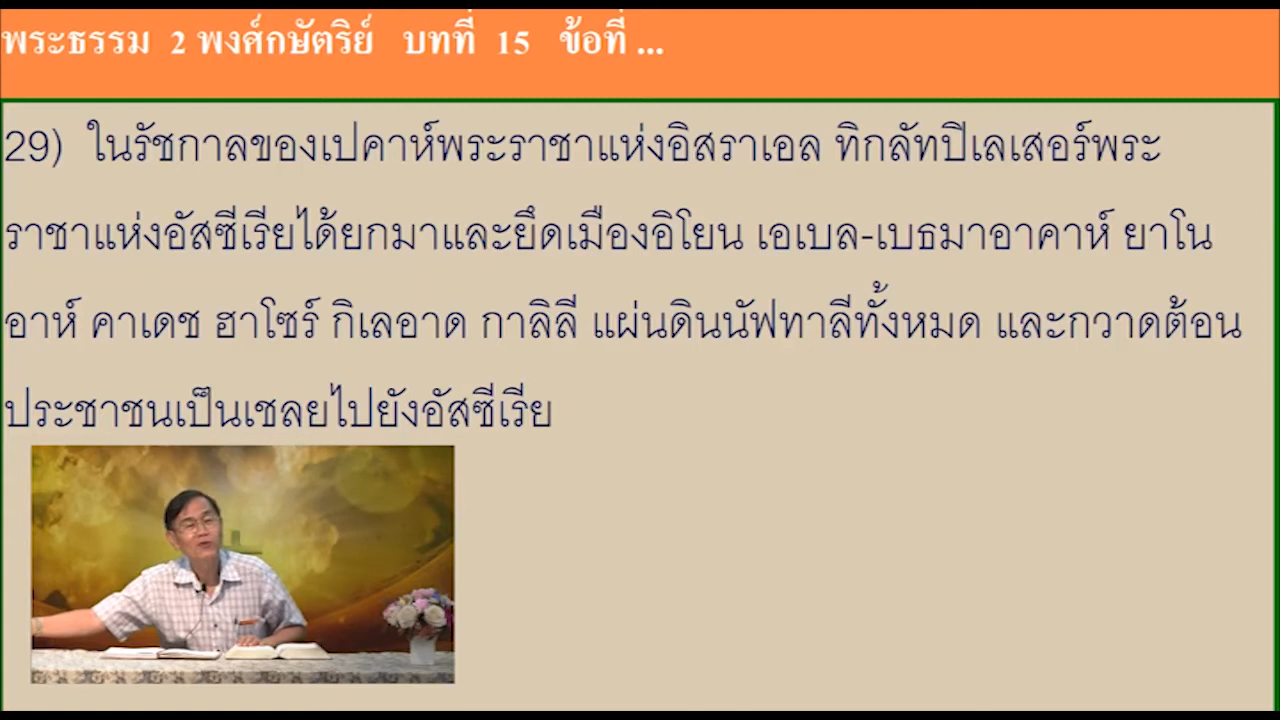 พระธรรม 2 พงศ์กษัตริย์ บทที่ 15 ข้อที่ ...
29) ในรัชกาลของเปคาห์พระราชาแห่งอิสราเอล ทิกลัทปิเลเสอร์พระ
ราชาแห่งอัสซีเรียได้ยกมาและยึดเมืองอิโยน เอเบล-เบธมาอาคาห์ ยาโน
อาห์ คาเดช ฮาโซร์ กิเลอาด กาลิลี แผ่นดินนัฟทาลีทั้งหมด และกวาดต้อน
ประชาชนเป็นเชลยไปยังอัสซีเรีย